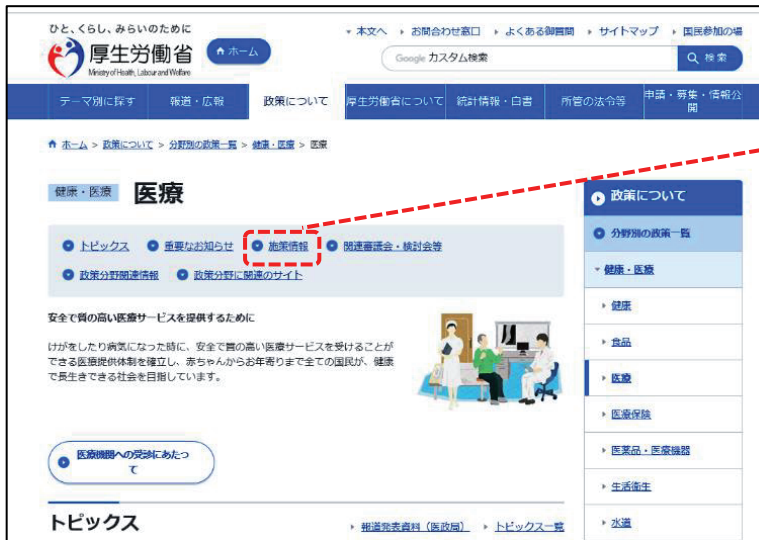 ひと、くらし、みらいのために
本文へ お問合わせ窓口 よくある御質問 サイトマップ 国民参加の場
厚生労働省
Ministry of Health, Labour and Welfare
ホーム
Google カスタム検索
検索
テーマ別に探す 報道・広報 政策について 厚生労働省について 統計情報・白書 所管の法令等 申請・募集・情報公開
ホーム > 政策について > 分野別の政策一覧 > 健康・医療 > 医療
健康・医療 医療
トピックス 重要なお知らせ 施策情報 関連審議会・検討会等
政策分野関連情報 政策分野に関連のサイト
安全で質の高い医療サービスを提供するために
けがをしたり病気になった時に、安全で質の高い医療サービスを受けることが
できる医療提供体制を確立し、赤ちゃんからお年寄りまで全ての国民が、健康
で長生きできる社会を目指しています。
医療機関への受診にあたっ
て
トピックス
報道発表資料（医政局） トピックス一覧
政策について
分野別の政策一覧
健康・医療
健康
食品
医療
医療保険
医薬品・医療機器
生活衛生
水道